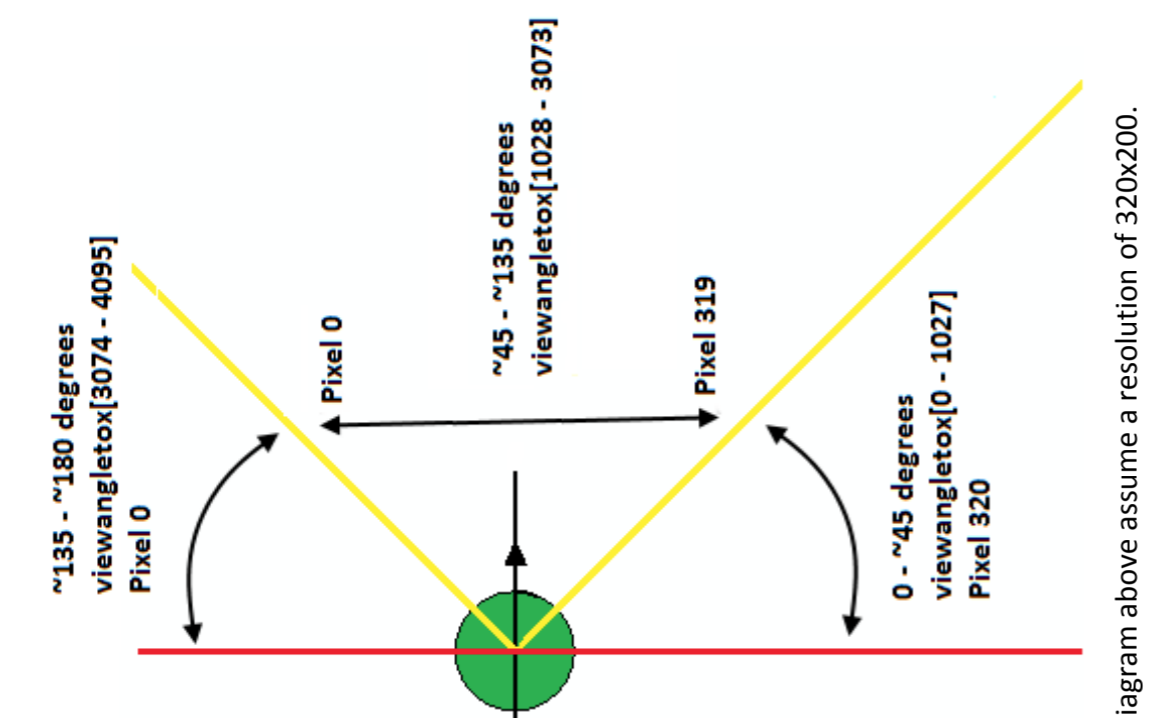 ~135 - ~180 degrees
viewangletox[3074 - 4095]
Pixel 0
Pixel 0
~45 - ~135 degrees
viewangletox[1028 - 3073]
Pixel 319
0 - ~45 degrees
viewangletox[0 - 1027]
Pixel 320
iagram above assume a resolution of 320x200.